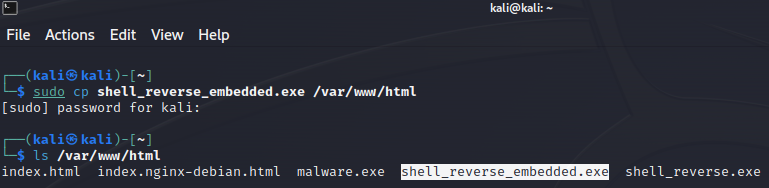 kali@kali: ~
File Actions Edit View Help
┌──(kali㉿kali)-[~]
└─$ sudo cp shell_reverse_embedded.exe /var/www/html
[sudo] password for kali:
┌──(kali㉿kali)-[~]
└─$ ls /var/www/html
index.html index.nginx-debian.html malware.exe shell_reverse_embedded.exe shell_reverse.exe